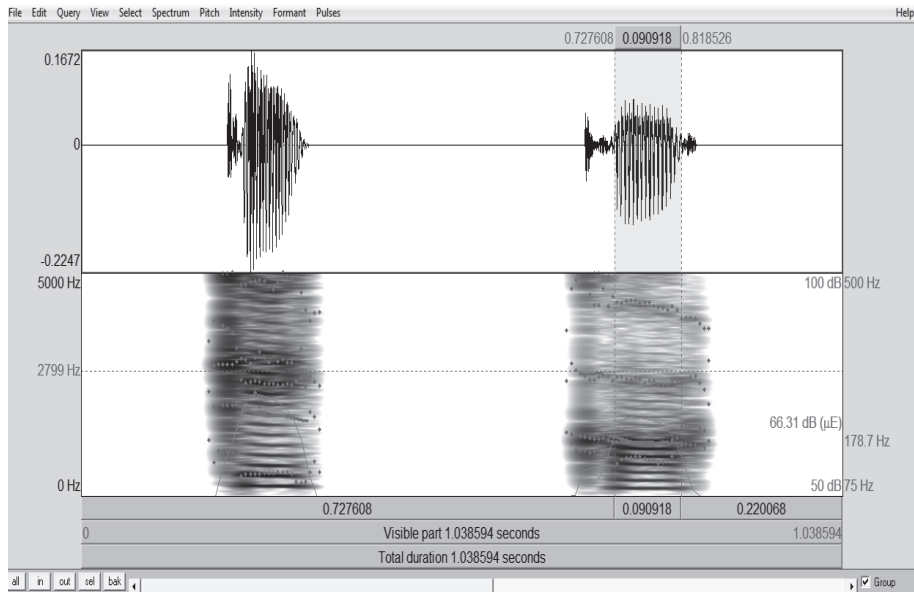 File Edit Query View Select Spectrum Pitch Intensity Formant Pulses Help
0.727608 0.090918 0.818526
0.1672
0
-0.2247
5000 Hz 100 dB 500 Hz
2799 Hz
66.31 dB (µE)
178.7 Hz
0 Hz 50 dB 75 Hz
0.727608 0.090918 0.220068
0 Visible part 1.038594 seconds 1.038594
Total duration 1.038594 seconds
all in out sel bak Group